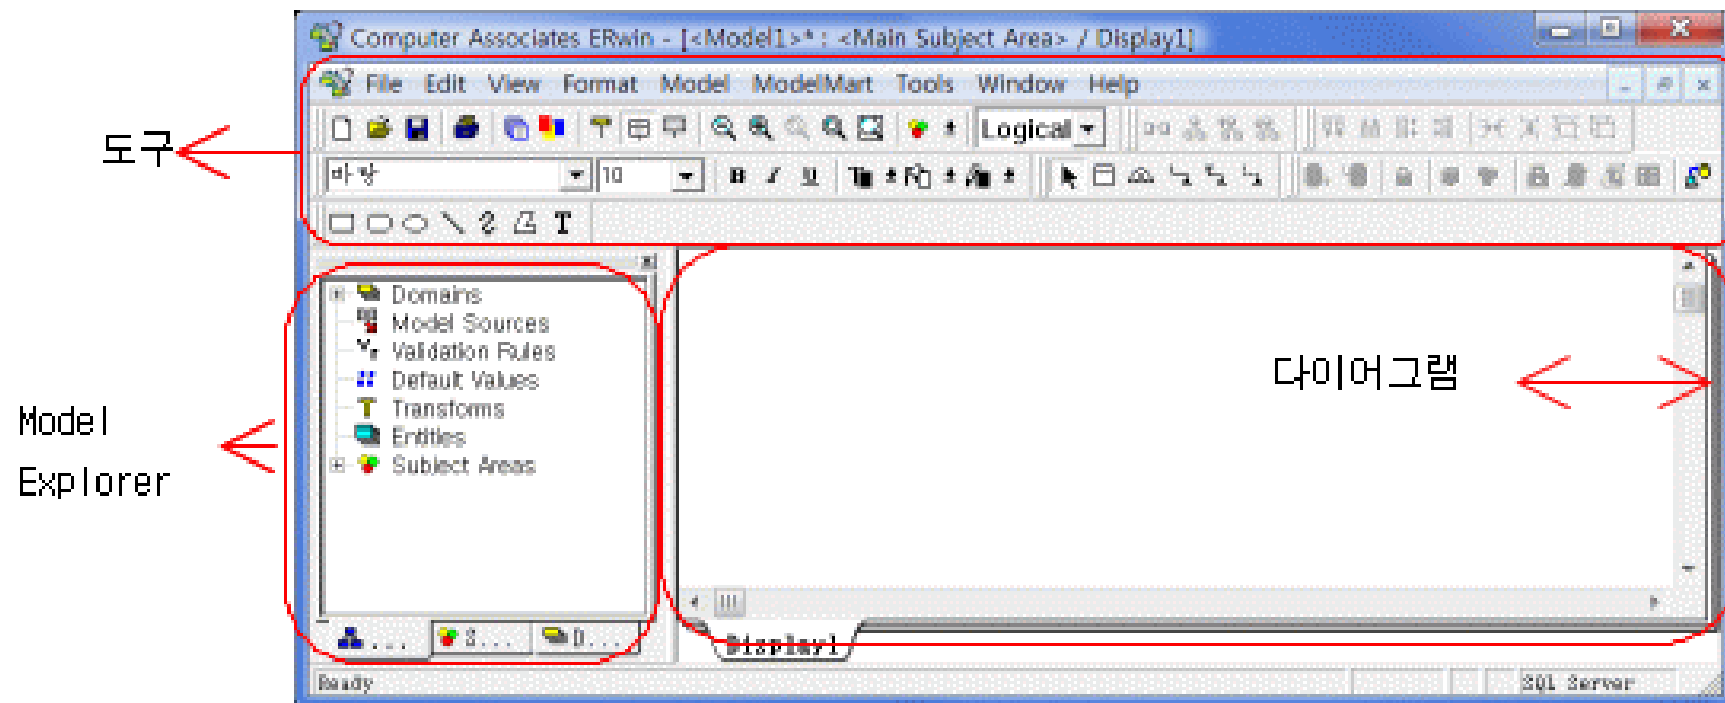 Computer Associates ERwin - [<Model1>* : <Main Subject Area> / Display1]
File Edit View Format Model ModelMart Tools Window Help
도구
Logical
바탕
10
B I U
T
Domains
Model Sources
Validation Rules
Default Values
Transforms
Entities
Subject Areas
Model
Explorer
다이어그램
... S... D...
Display1
Ready
SQL Server